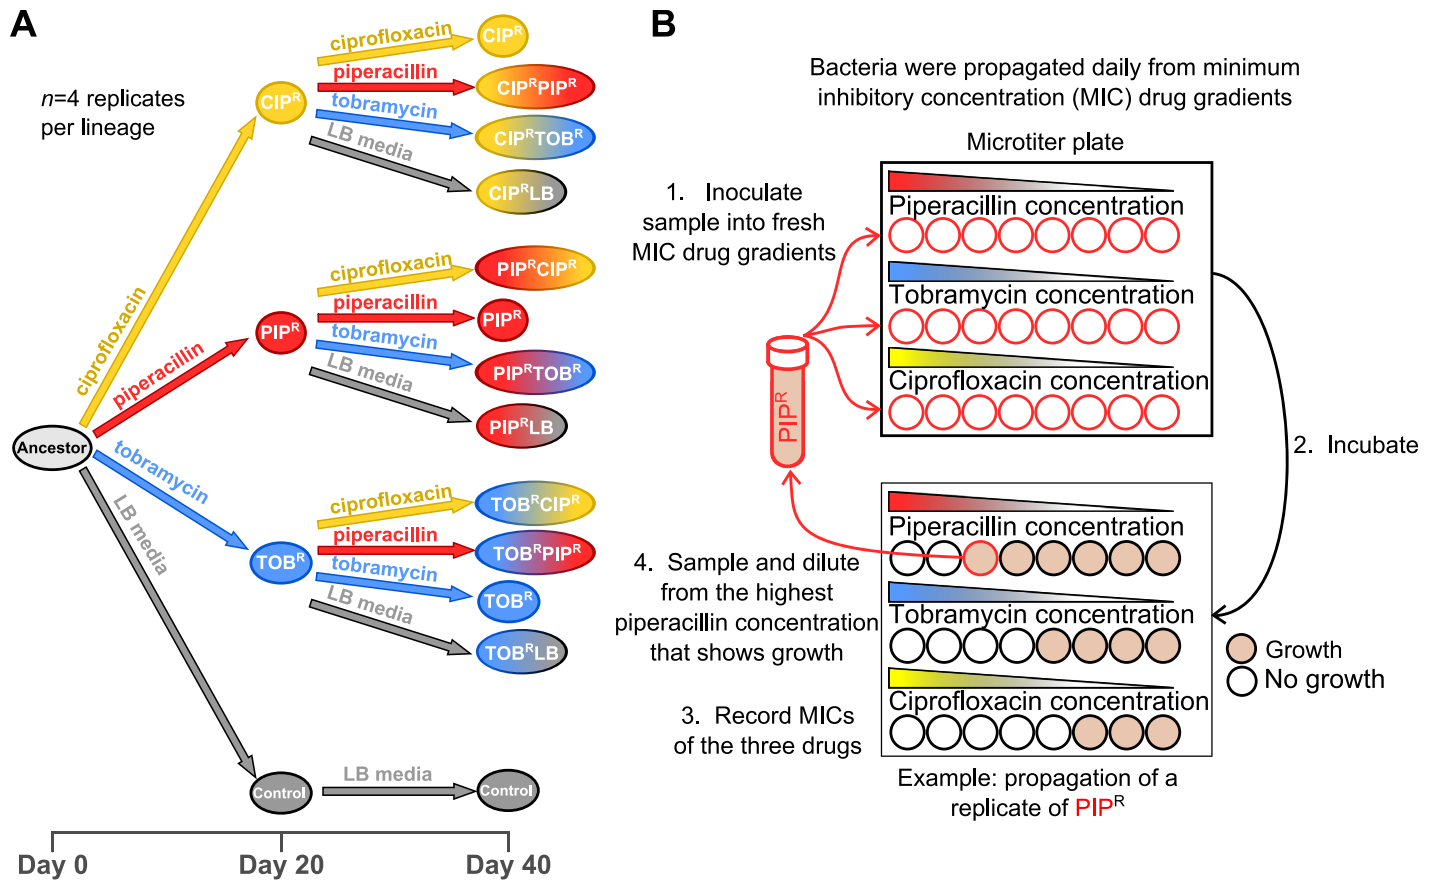 A
n=4 replicates
per lineage
ciprofloxacin
piperacillin
tobramycin
LB media
Ancestor
CIPᴿ
ciprofloxacin
piperacillin
tobramycin
LB media
CIPᴿ
CIPᴿPIPᴿ
CIPᴿTOBᴿ
CIPᴿLB
PIPᴿ
ciprofloxacin
piperacillin
tobramycin
LB media
PIPᴿCIPᴿ
PIPᴿ
PIPᴿTOBᴿ
PIPᴿLB
TOBᴿ
ciprofloxacin
piperacillin
tobramycin
LB media
TOBᴿCIPᴿ
TOBᴿPIPᴿ
TOBᴿ
TOBᴿLB
Control
LB media
Control
Day 0
Day 20
Day 40
B
Bacteria were propagated daily from minimum
inhibitory concentration (MIC) drug gradients
Microtiter plate
1. Inoculate
sample into fresh
MIC drug gradients
Piperacillin concentration
Tobramycin concentration
Ciprofloxacin concentration
PIPᴿ
2. Incubate
Piperacillin concentration
Tobramycin concentration
Ciprofloxacin concentration
4. Sample and dilute
from the highest
piperacillin concentration
that shows growth
3. Record MICs
of the three drugs
Growth
No growth
Example: propagation of a
replicate of PIPᴿ